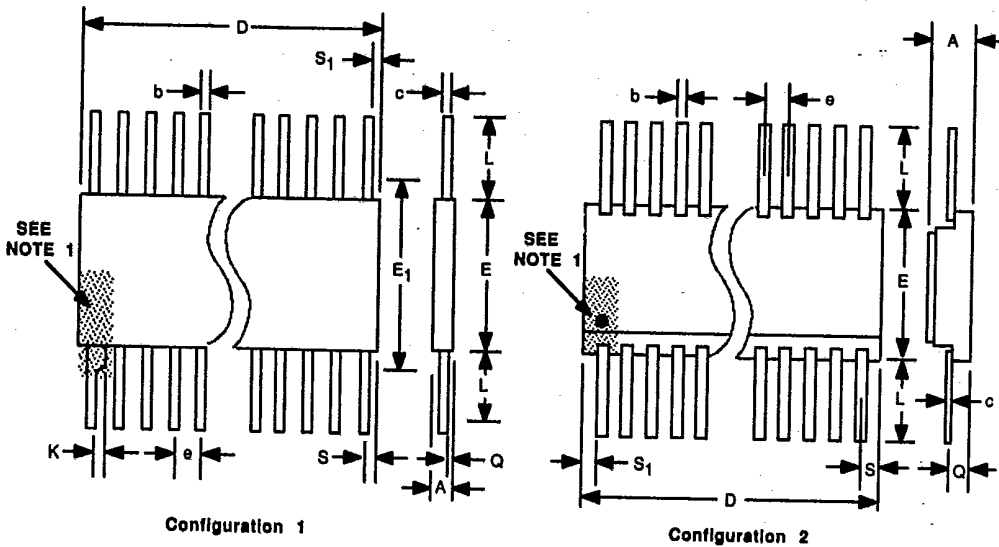 D
S1
b
c
L
SEE
NOTE 1
E1
E
L
K
e
S
Q
A
Configuration 1
A
b
e
L
SEE
NOTE 1
E
L
c
S1
S
Q
D
Configuration 2